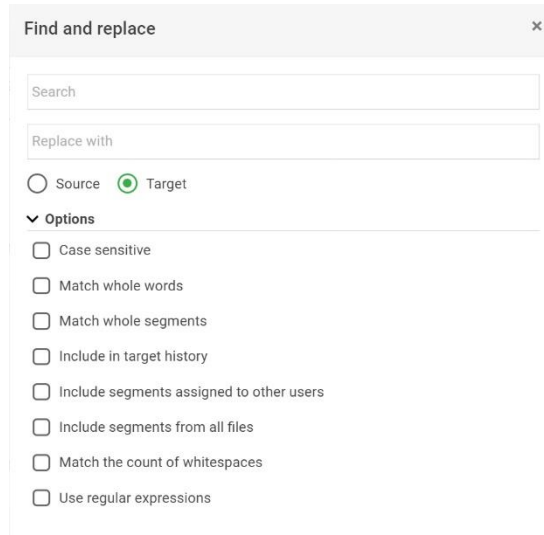 Find and replace ×
Search
Replace with
Source Target
Options
Case sensitive
Match whole words
Match whole segments
Include in target history
Include segments assigned to other users
Include segments from all files
Match the count of whitespaces
Use regular expressions